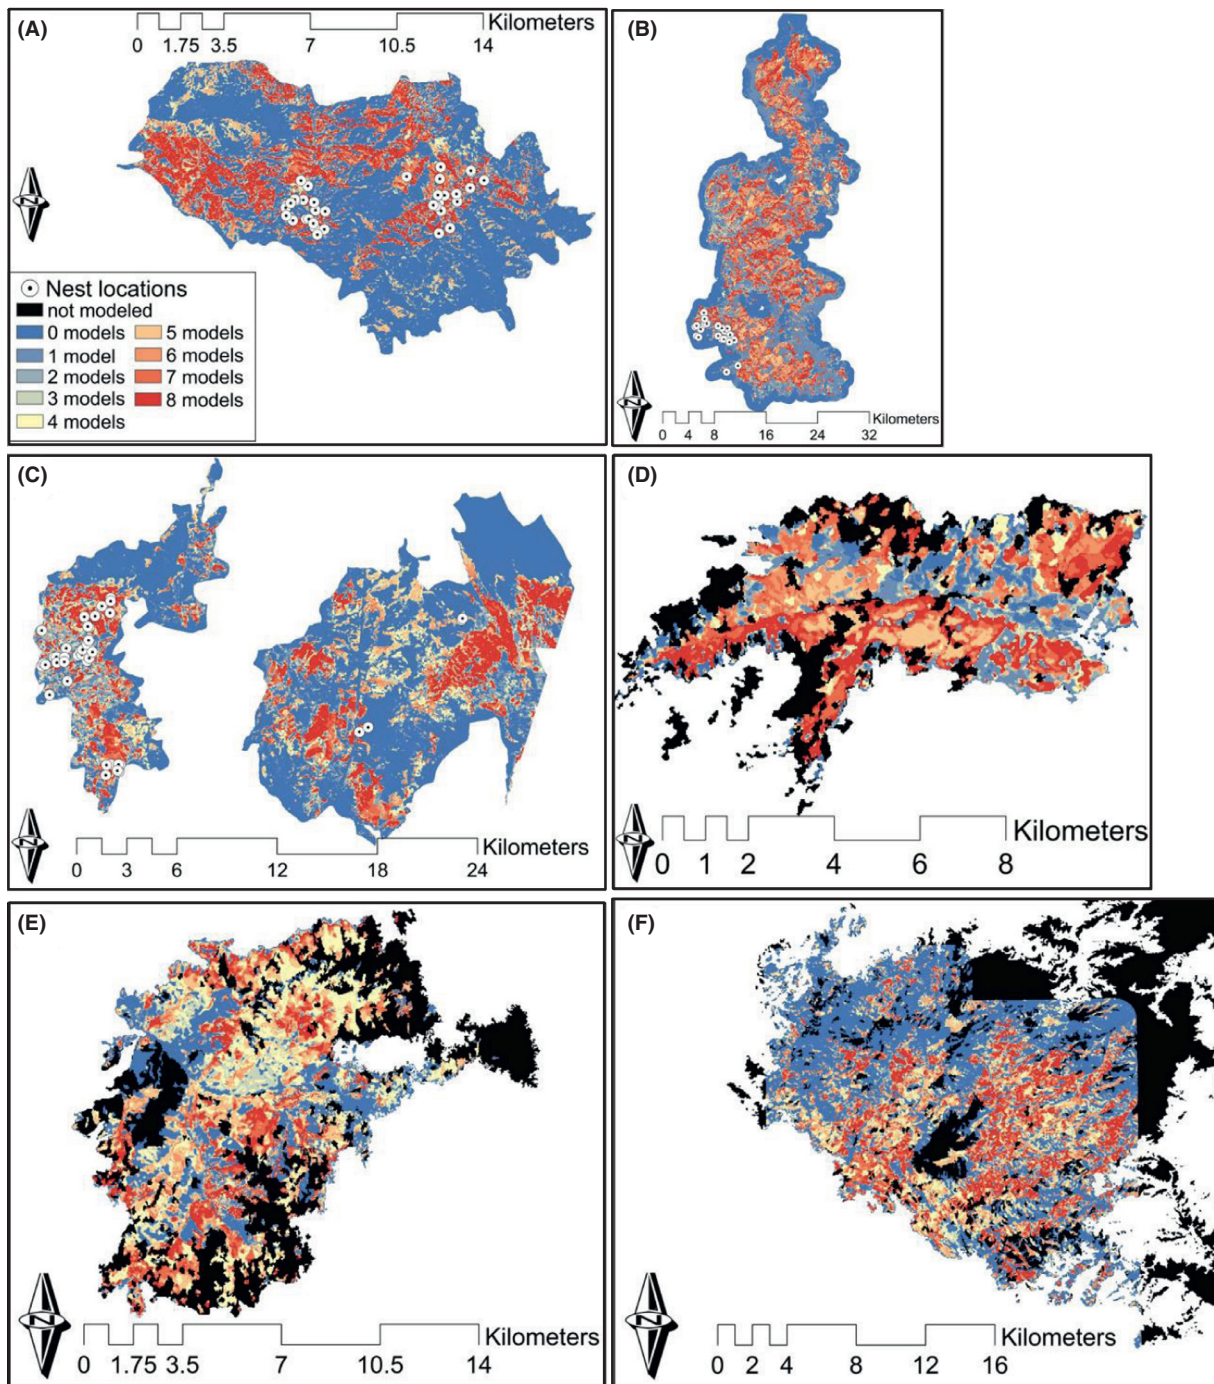 (A)
Kilometers
0 1.75 3.5 7 10.5 14
N
Nest locations
not modeled
0 models 5 models
1 model 6 models
2 models 7 models
3 models 8 models
4 models
(B)
N
Kilometers
0 4 8 16 24 32
(C)
N
Kilometers
0 3 6 12 18 24
(D)
N
Kilometers
0 1 2 4 6 8
(E)
N
Kilometers
0 1.75 3.5 7 10.5 14
(F)
N
Kilometers
0 2 4 8 12 16